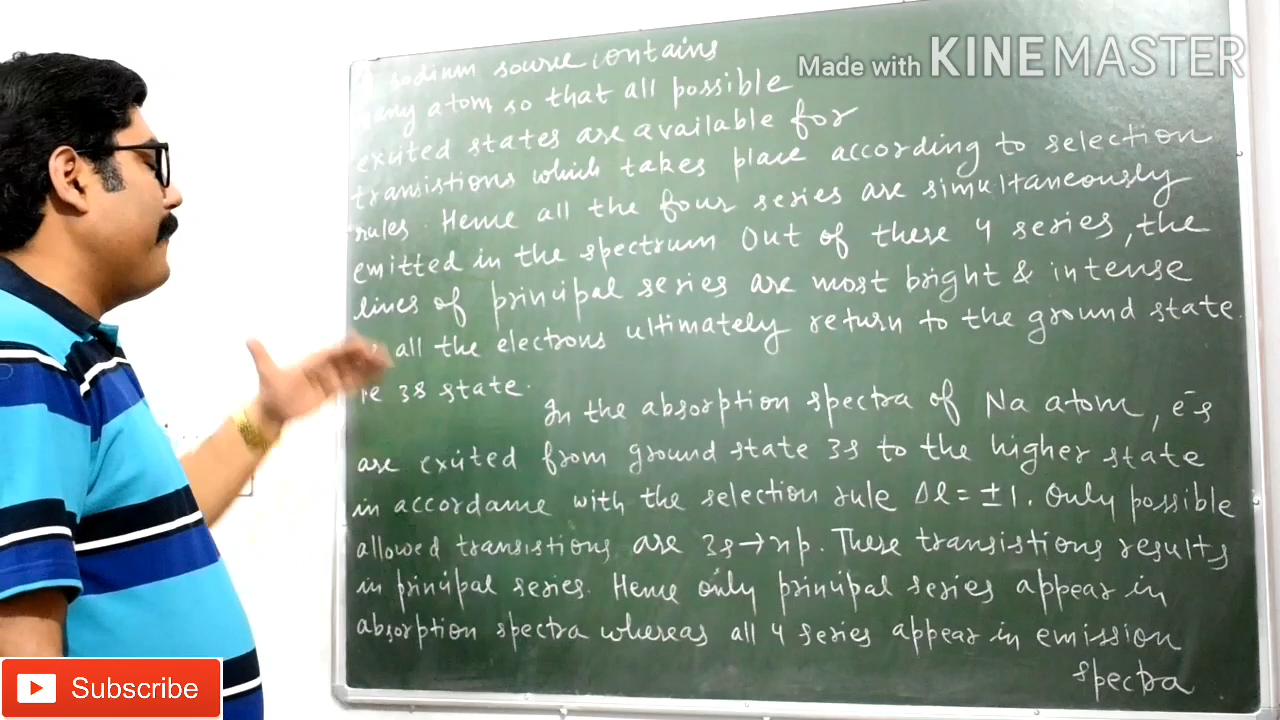 Made with KINEMASTER
sodium source contains
many atom so that all possible
excited states are available for
transistions which takes place according to selection
rules. Hence all the four series are simultaneously
emitted in the spectrum Out of these 4 series, the
lines of principal series are most bright & intense
all the electrons ultimately return to the ground state.
ie 3s state.
In the absorption spectra of Na atom, e⁻s
are excited from ground state 3s to the higher state
in accordance with the selection rule Δl = ±1. Only possible
allowed transistions are 3s→np. These transistions results
in principal series. Hence only principal series appear in
absorption spectra whereas all 4 series appear in emission
spectra
Subscribe